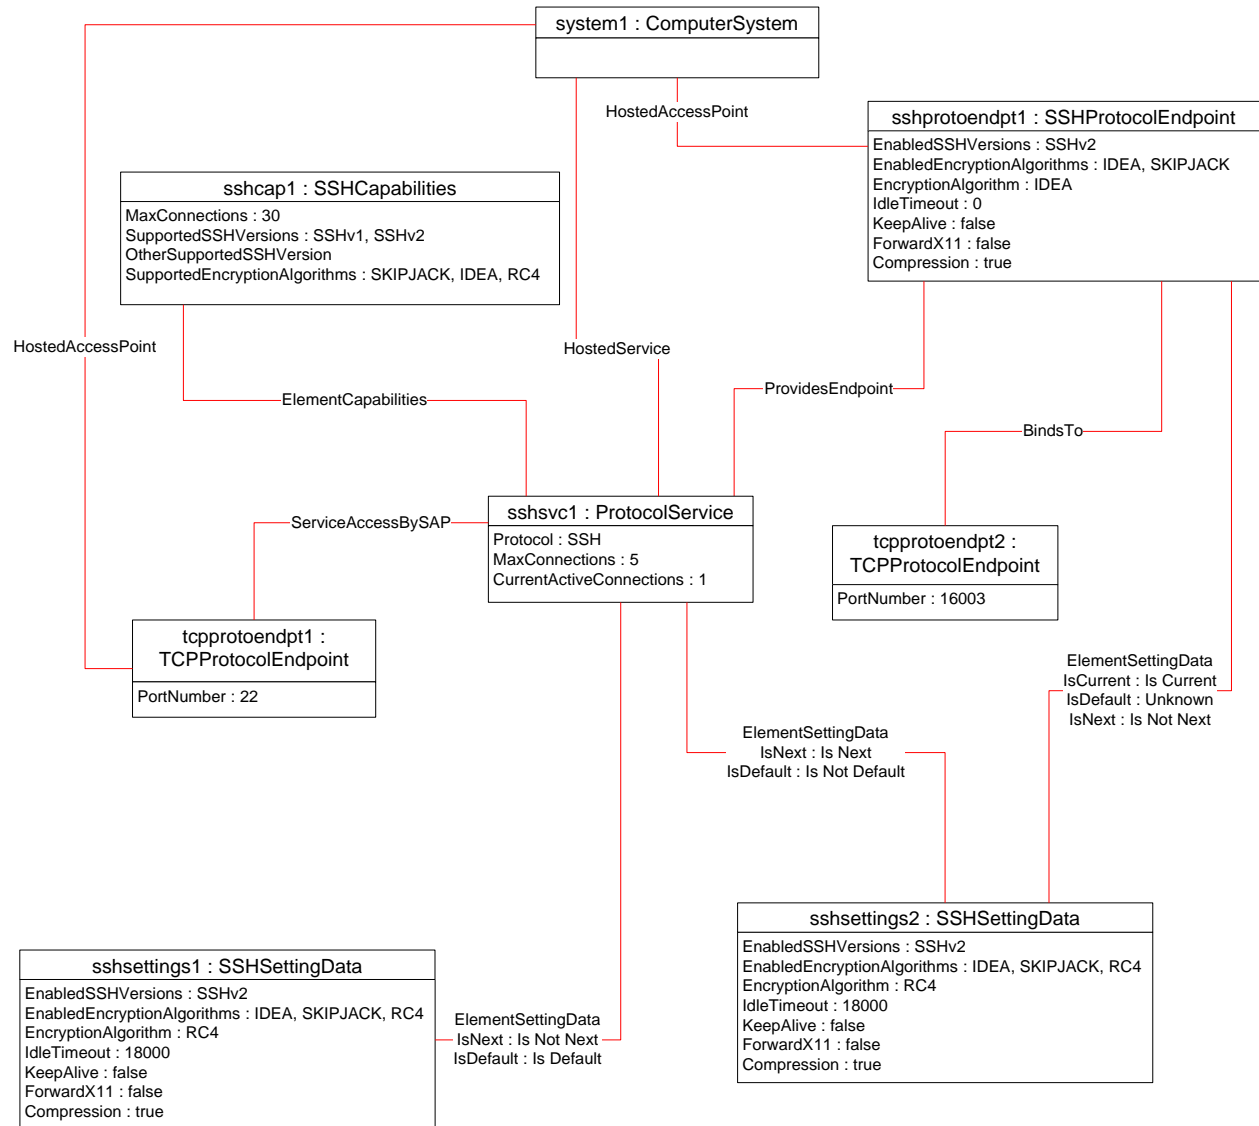 system1 : ComputerSystem
HostedAccessPoint
sshprotoendpt1 : SSHProtocolEndpoint
EnabledSSHVersions : SSHv2
EnabledEncryptionAlgorithms : IDEA, SKIPJACK
EncryptionAlgorithm : IDEA
IdleTimeout : 0
KeepAlive : false
ForwardX11 : false
Compression : true
sshcap1 : SSHCapabilities
MaxConnections : 30
SupportedSSHVersions : SSHv1, SSHv2
OtherSupportedSSHVersion
SupportedEncryptionAlgorithms : SKIPJACK, IDEA, RC4
HostedAccessPoint
HostedService
ElementCapabilities
ProvidesEndpoint
BindsTo
sshsvc1 : ProtocolService
Protocol : SSH
MaxConnections : 5
CurrentActiveConnections : 1
ServiceAccessBySAP
tcpprotoendpt2 :
TCPProtocolEndpoint
PortNumber : 16003
tcpprotoendpt1 :
TCPProtocolEndpoint
PortNumber : 22
ElementSettingData
IsCurrent : Is Current
IsDefault : Unknown
IsNext : Is Not Next
ElementSettingData
IsNext : Is Next
IsDefault : Is Not Default
sshsettings2 : SSHSettingData
EnabledSSHVersions : SSHv2
EnabledEncryptionAlgorithms : IDEA, SKIPJACK, RC4
EncryptionAlgorithm : RC4
IdleTimeout : 18000
KeepAlive : false
ForwardX11 : false
Compression : true
sshsettings1 : SSHSettingData
EnabledSSHVersions : SSHv2
EnabledEncryptionAlgorithms : IDEA, SKIPJACK, RC4
EncryptionAlgorithm : RC4
IdleTimeout : 18000
KeepAlive : false
ForwardX11 : false
Compression : true
ElementSettingData
IsNext : Is Not Next
IsDefault : Is Default